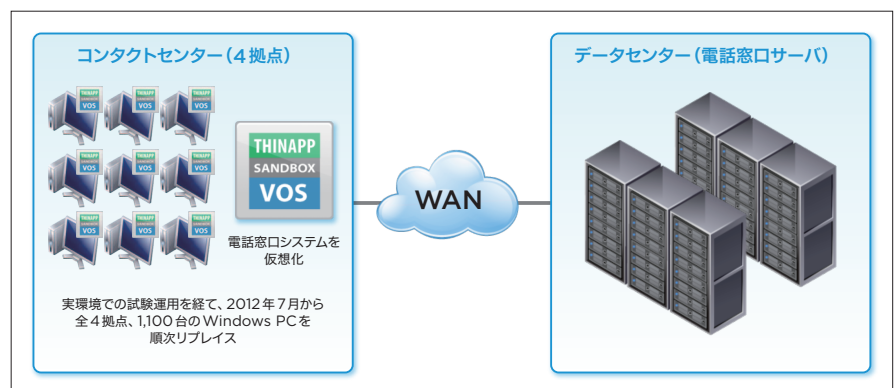 コンタクトセンター（4拠点）
THINAPP
VOS
THINAPP
VOS
THINAPP
VOS
THINAPP
VOS
THINAPP
VOS
THINAPP
VOS
THINAPP
VOS
THINAPP
VOS
THINAPP
VOS
THINAPP
SANDBOX
VOS
電話窓口システムを
仮想化
実環境での試験運用を経て、2012年7月から
全4拠点、1,100台のWindows PCを
順次リプレイス
WAN
データセンター（電話窓口サーバ）